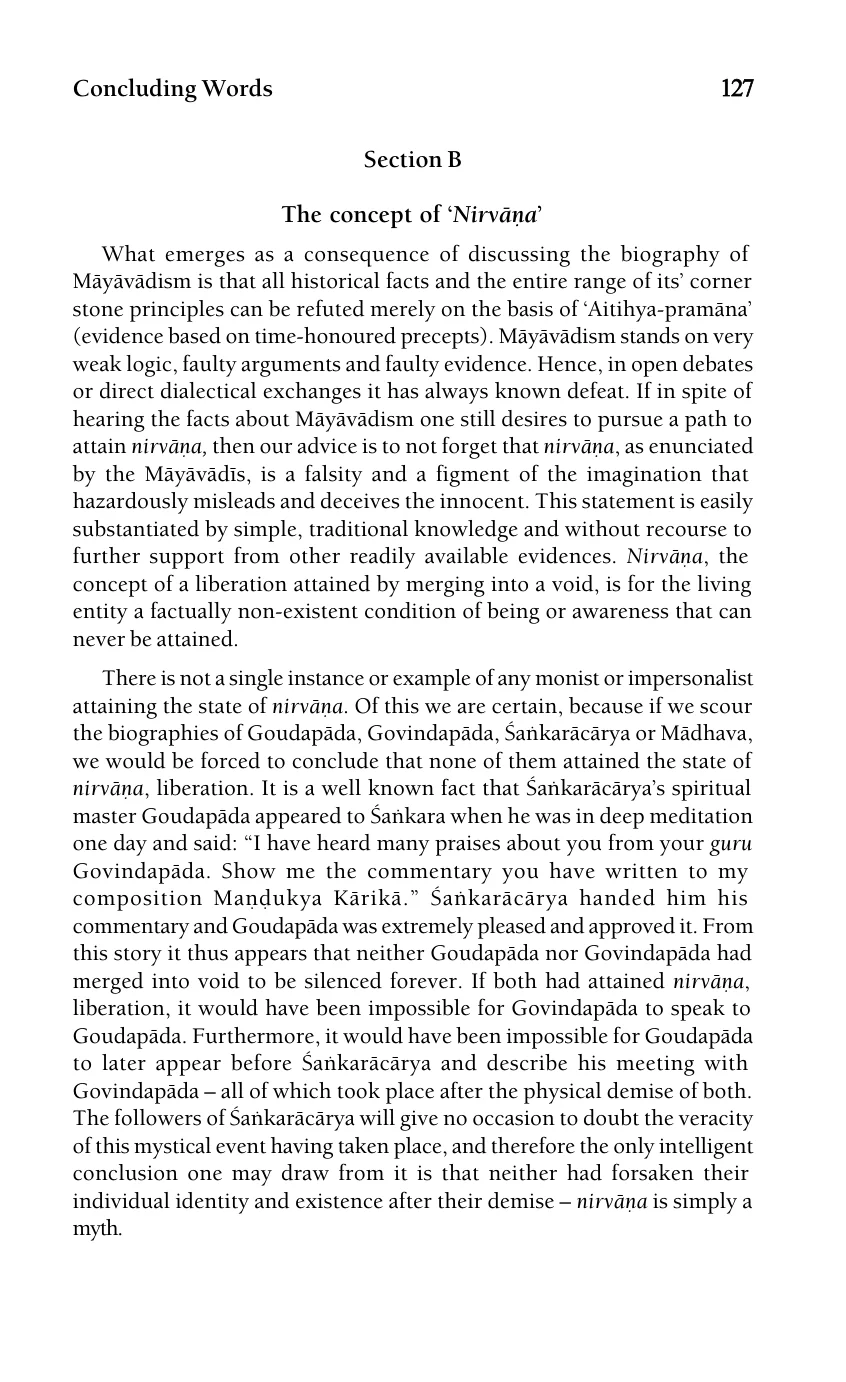 Concluding Words 127
Section B
The concept of ‘Nirvāṇa’
What emerges as a consequence of discussing the biography of
Māyāvādism is that all historical facts and the entire range of its’ corner
stone principles can be refuted merely on the basis of ‘Aitihya-pramāna’
(evidence based on time-honoured precepts). Māyāvādism stands on very
weak logic, faulty arguments and faulty evidence. Hence, in open debates
or direct dialectical exchanges it has always known defeat. If in spite of
hearing the facts about Māyāvādism one still desires to pursue a path to
attain nirvāṇa, then our advice is to not forget that nirvāṇa, as enunciated
by the Māyāvādīs, is a falsity and a figment of the imagination that
hazardously misleads and deceives the innocent. This statement is easily
substantiated by simple, traditional knowledge and without recourse to
further support from other readily available evidences. Nirvāṇa, the
concept of a liberation attained by merging into a void, is for the living
entity a factually non-existent condition of being or awareness that can
never be attained.
There is not a single instance or example of any monist or impersonalist
attaining the state of nirvāṇa. Of this we are certain, because if we scour
the biographies of Goudapāda, Govindapāda, Śaṅkarācārya or Mādhava,
we would be forced to conclude that none of them attained the state of
nirvāṇa, liberation. It is a well known fact that Śaṅkarācārya’s spiritual
master Goudapāda appeared to Śaṅkara when he was in deep meditation
one day and said: “I have heard many praises about you from your guru
Govindapāda. Show me the commentary you have written to my
composition Maṇḍukya Kārikā.” Śaṅkarācārya handed him his
commentary and Goudapāda was extremely pleased and approved it. From
this story it thus appears that neither Goudapāda nor Govindapāda had
merged into void to be silenced forever. If both had attained nirvāṇa,
liberation, it would have been impossible for Govindapāda to speak to
Goudapāda. Furthermore, it would have been impossible for Goudapāda
to later appear before Śaṅkarācārya and describe his meeting with
Govindapāda – all of which took place after the physical demise of both.
The followers of Śaṅkarācārya will give no occasion to doubt the veracity
of this mystical event having taken place, and therefore the only intelligent
conclusion one may draw from it is that neither had forsaken their
individual identity and existence after their demise – nirvāṇa is simply a
myth.